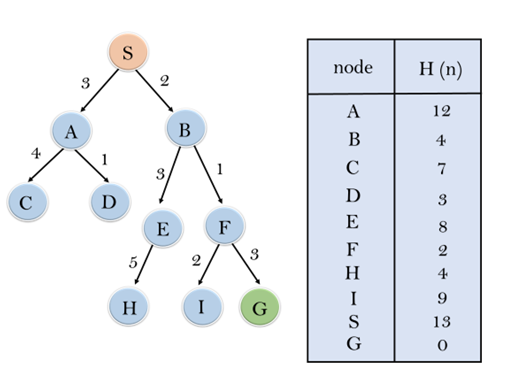 S
3 2
A B
4 1 3 1
C D E F
5 2 3
H I G
node H (n)
A 12
B 4
C 7
D 3
E 8
F 2
H 4
I 9
S 13
G 0